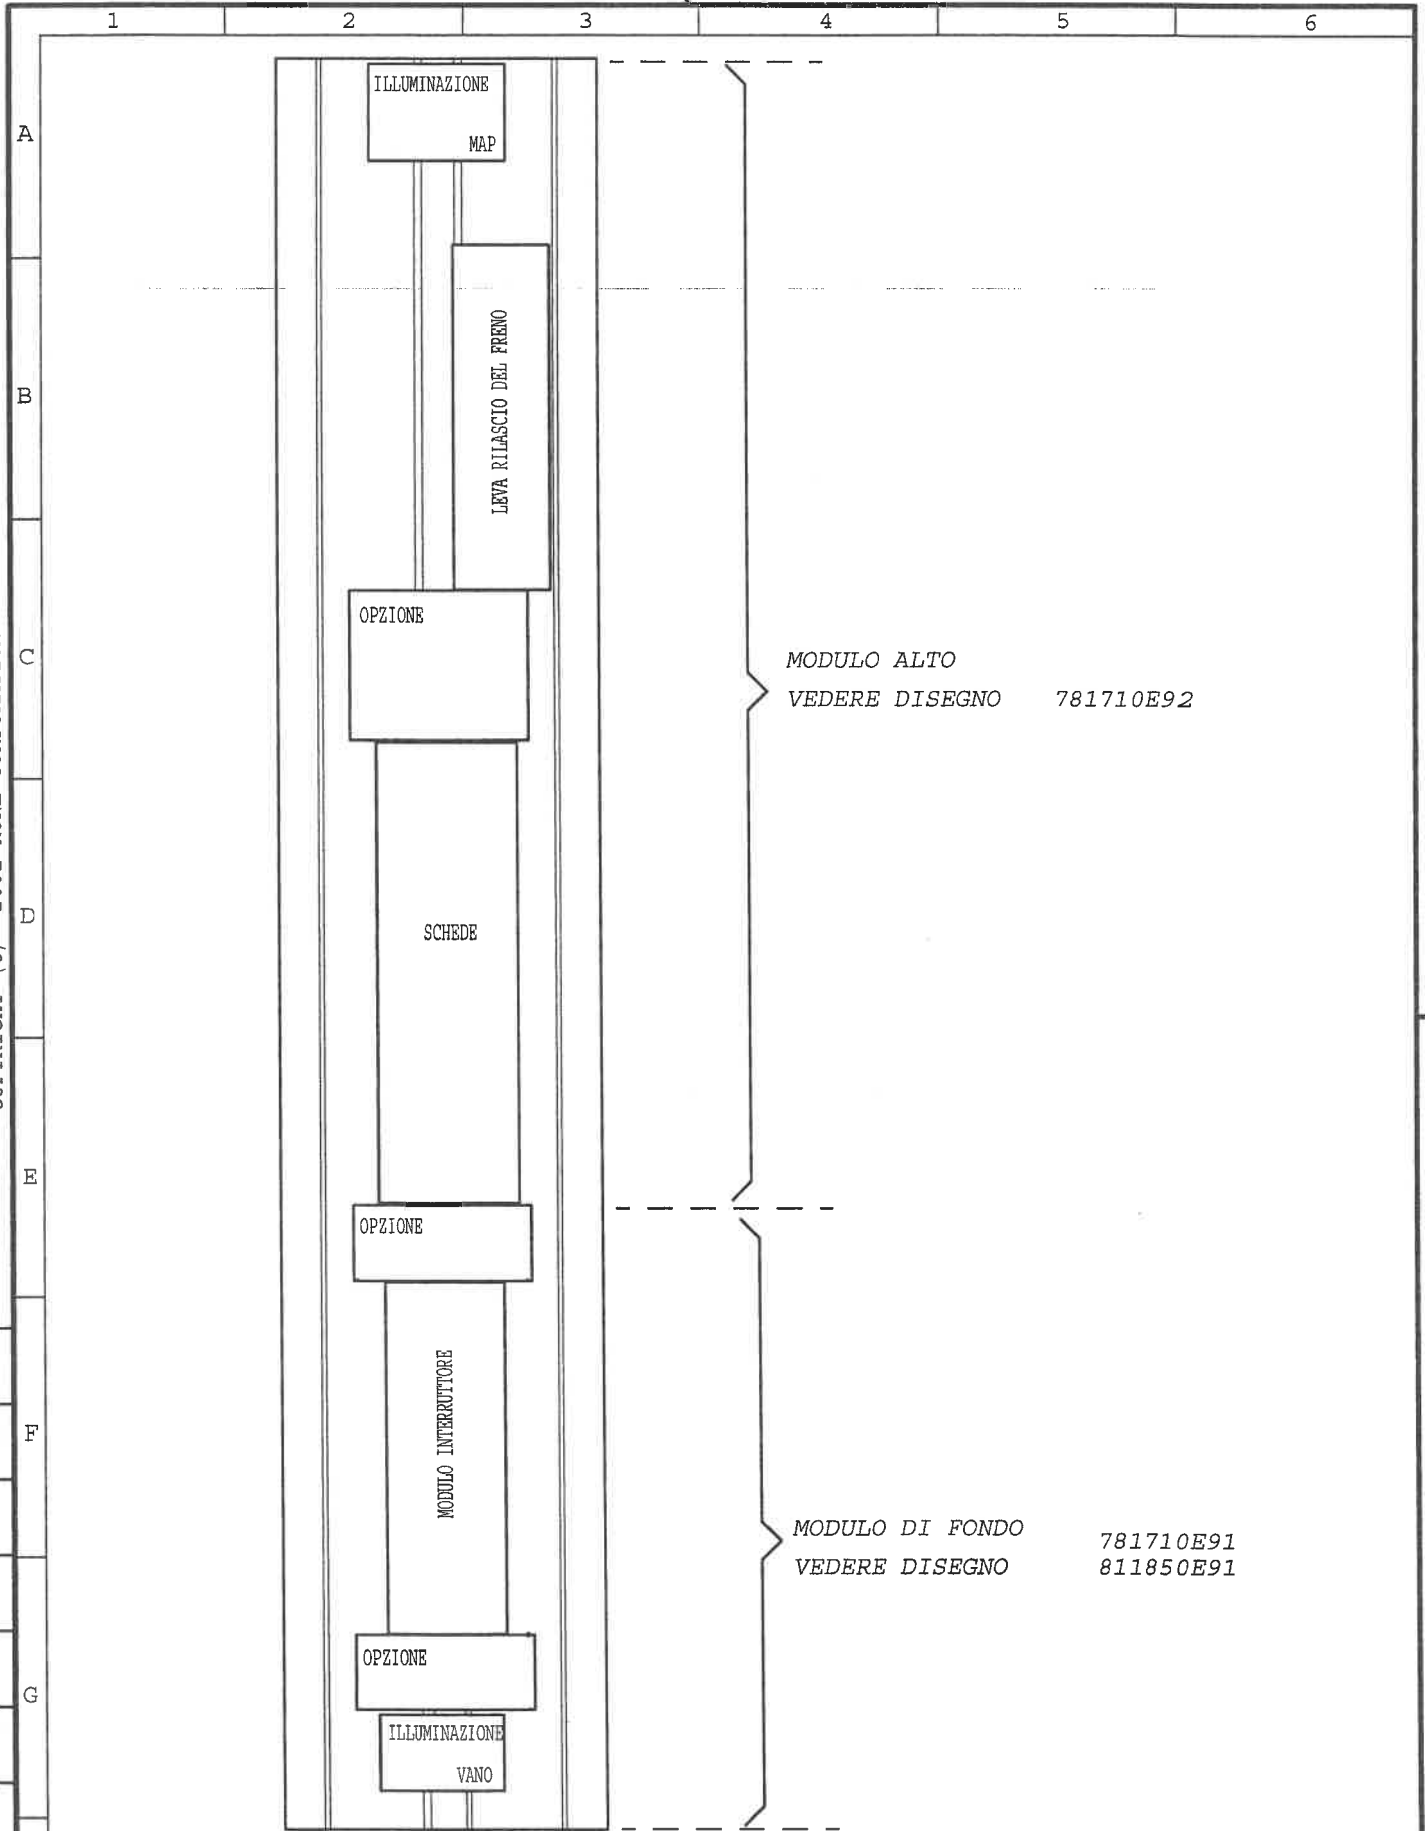 1 2 3 4 5 6
A
ILLUMINAZIONE
MAP
B
LEVA RILASCIO DEL FRENO
C
OPZIONE
MODULO ALTO
VEDERE DISEGNO 781710E92
D
SCHEDE
E
OPZIONE
F
MODULO INTERRUTTORE
MODULO DI FONDO 781710E91
VEDERE DISEGNO 811850E91
G
OPZIONE
ILLUMINAZIONE
VANO